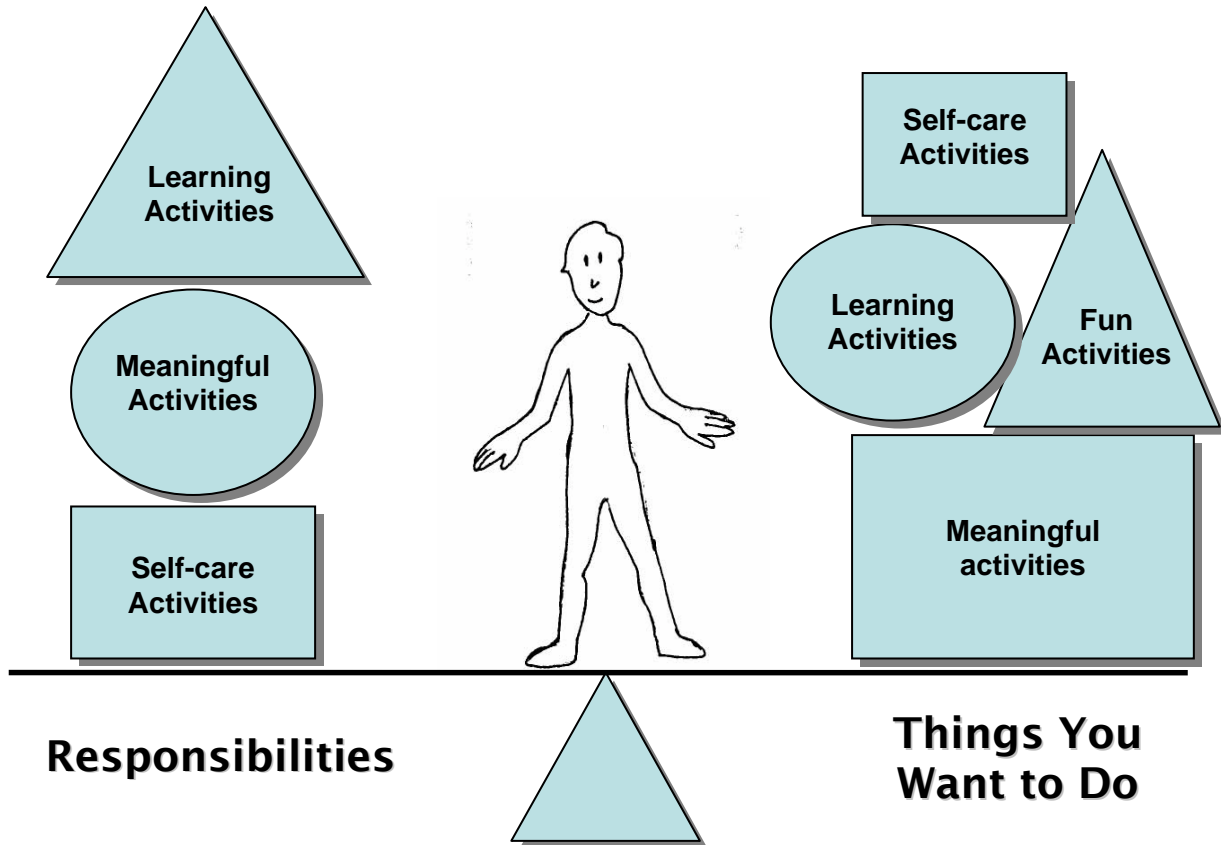 Learning
Activities
Meaningful
Activities
Self-care
Activities
Responsibilities
Self-care
Activities
Learning
Activities
Fun
Activities
Meaningful
activities
Things You
Want to Do